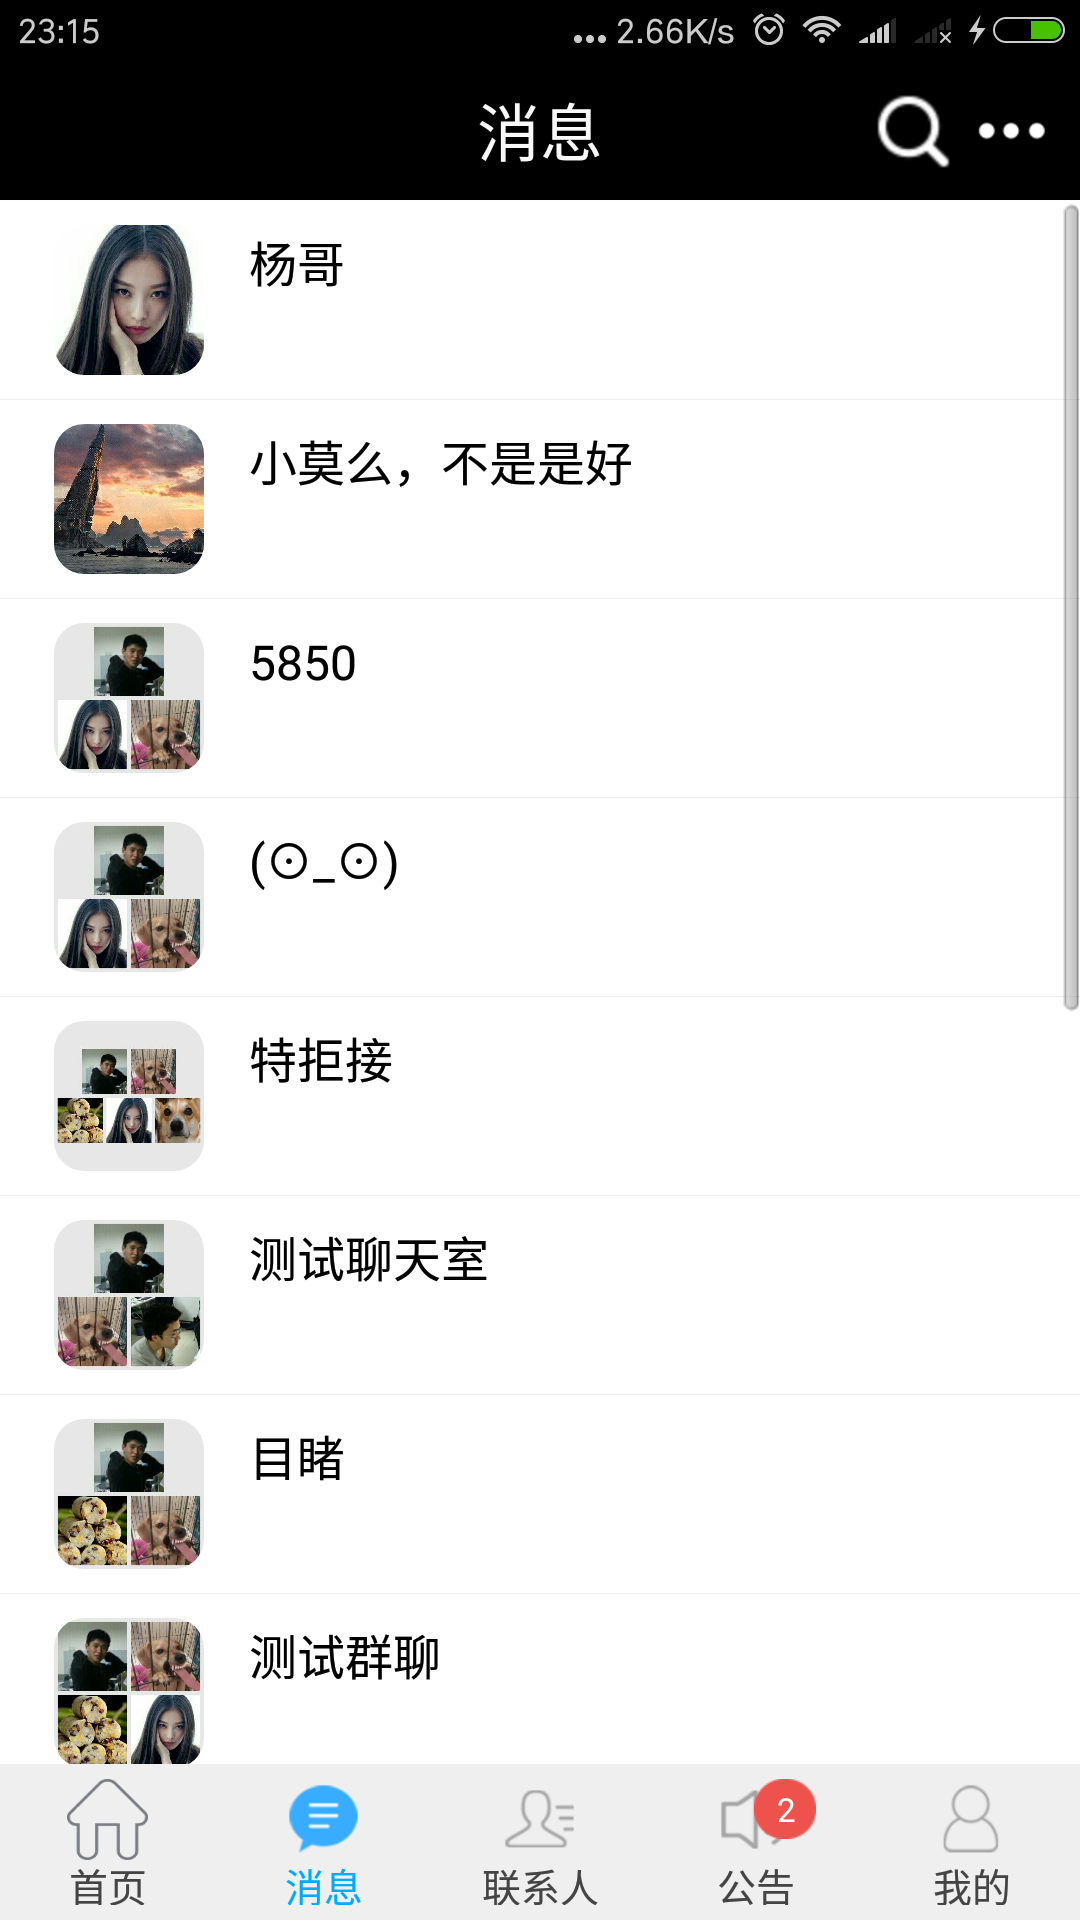 23:15 ... 2.66K/s
消息
杨哥
小莫么，不是是好
5850
(⊙_⊙)
特拒接
测试聊天室
目睹
测试群聊
2
首页 消息 联系人 公告 我的